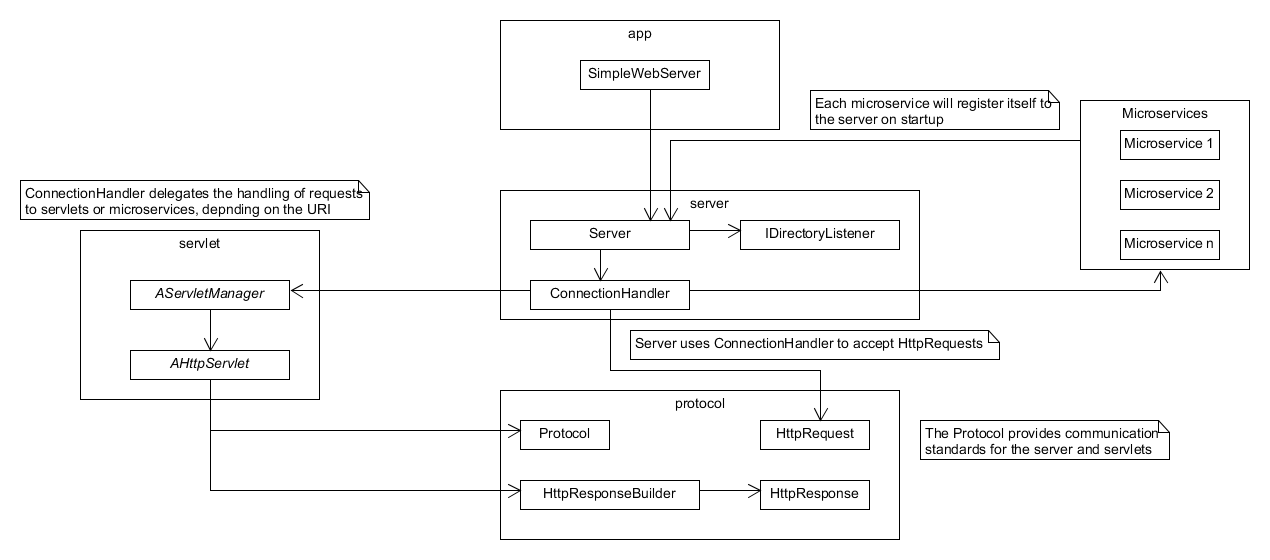 app
SimpleWebServer
Each microservice will register itself to
the server on startup
Microservices
Microservice 1
Microservice 2
Microservice n
ConnectionHandler delegates the handling of requests
to servlets or microservices, depnding on the URI
server
Server
IDirectoryListener
ConnectionHandler
servlet
AServletManager
AHttpServlet
Server uses ConnectionHandler to accept HttpRequests
protocol
Protocol
HttpRequest
HttpResponseBuilder
HttpResponse
The Protocol provides communication
standards for the server and servlets